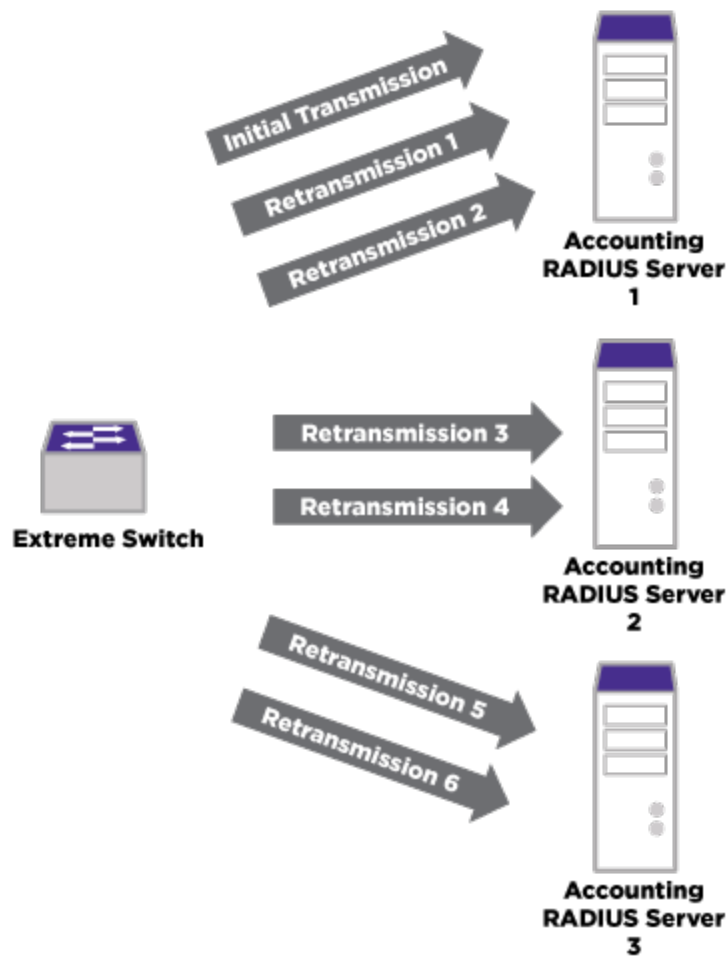 Initial Transmission
Retransmission 1
Retransmission 2
Accounting
RADIUS Server
1
Retransmission 3
Retransmission 4
Extreme Switch
Accounting
RADIUS Server
2
Retransmission 5
Retransmission 6
Accounting
RADIUS Server
3